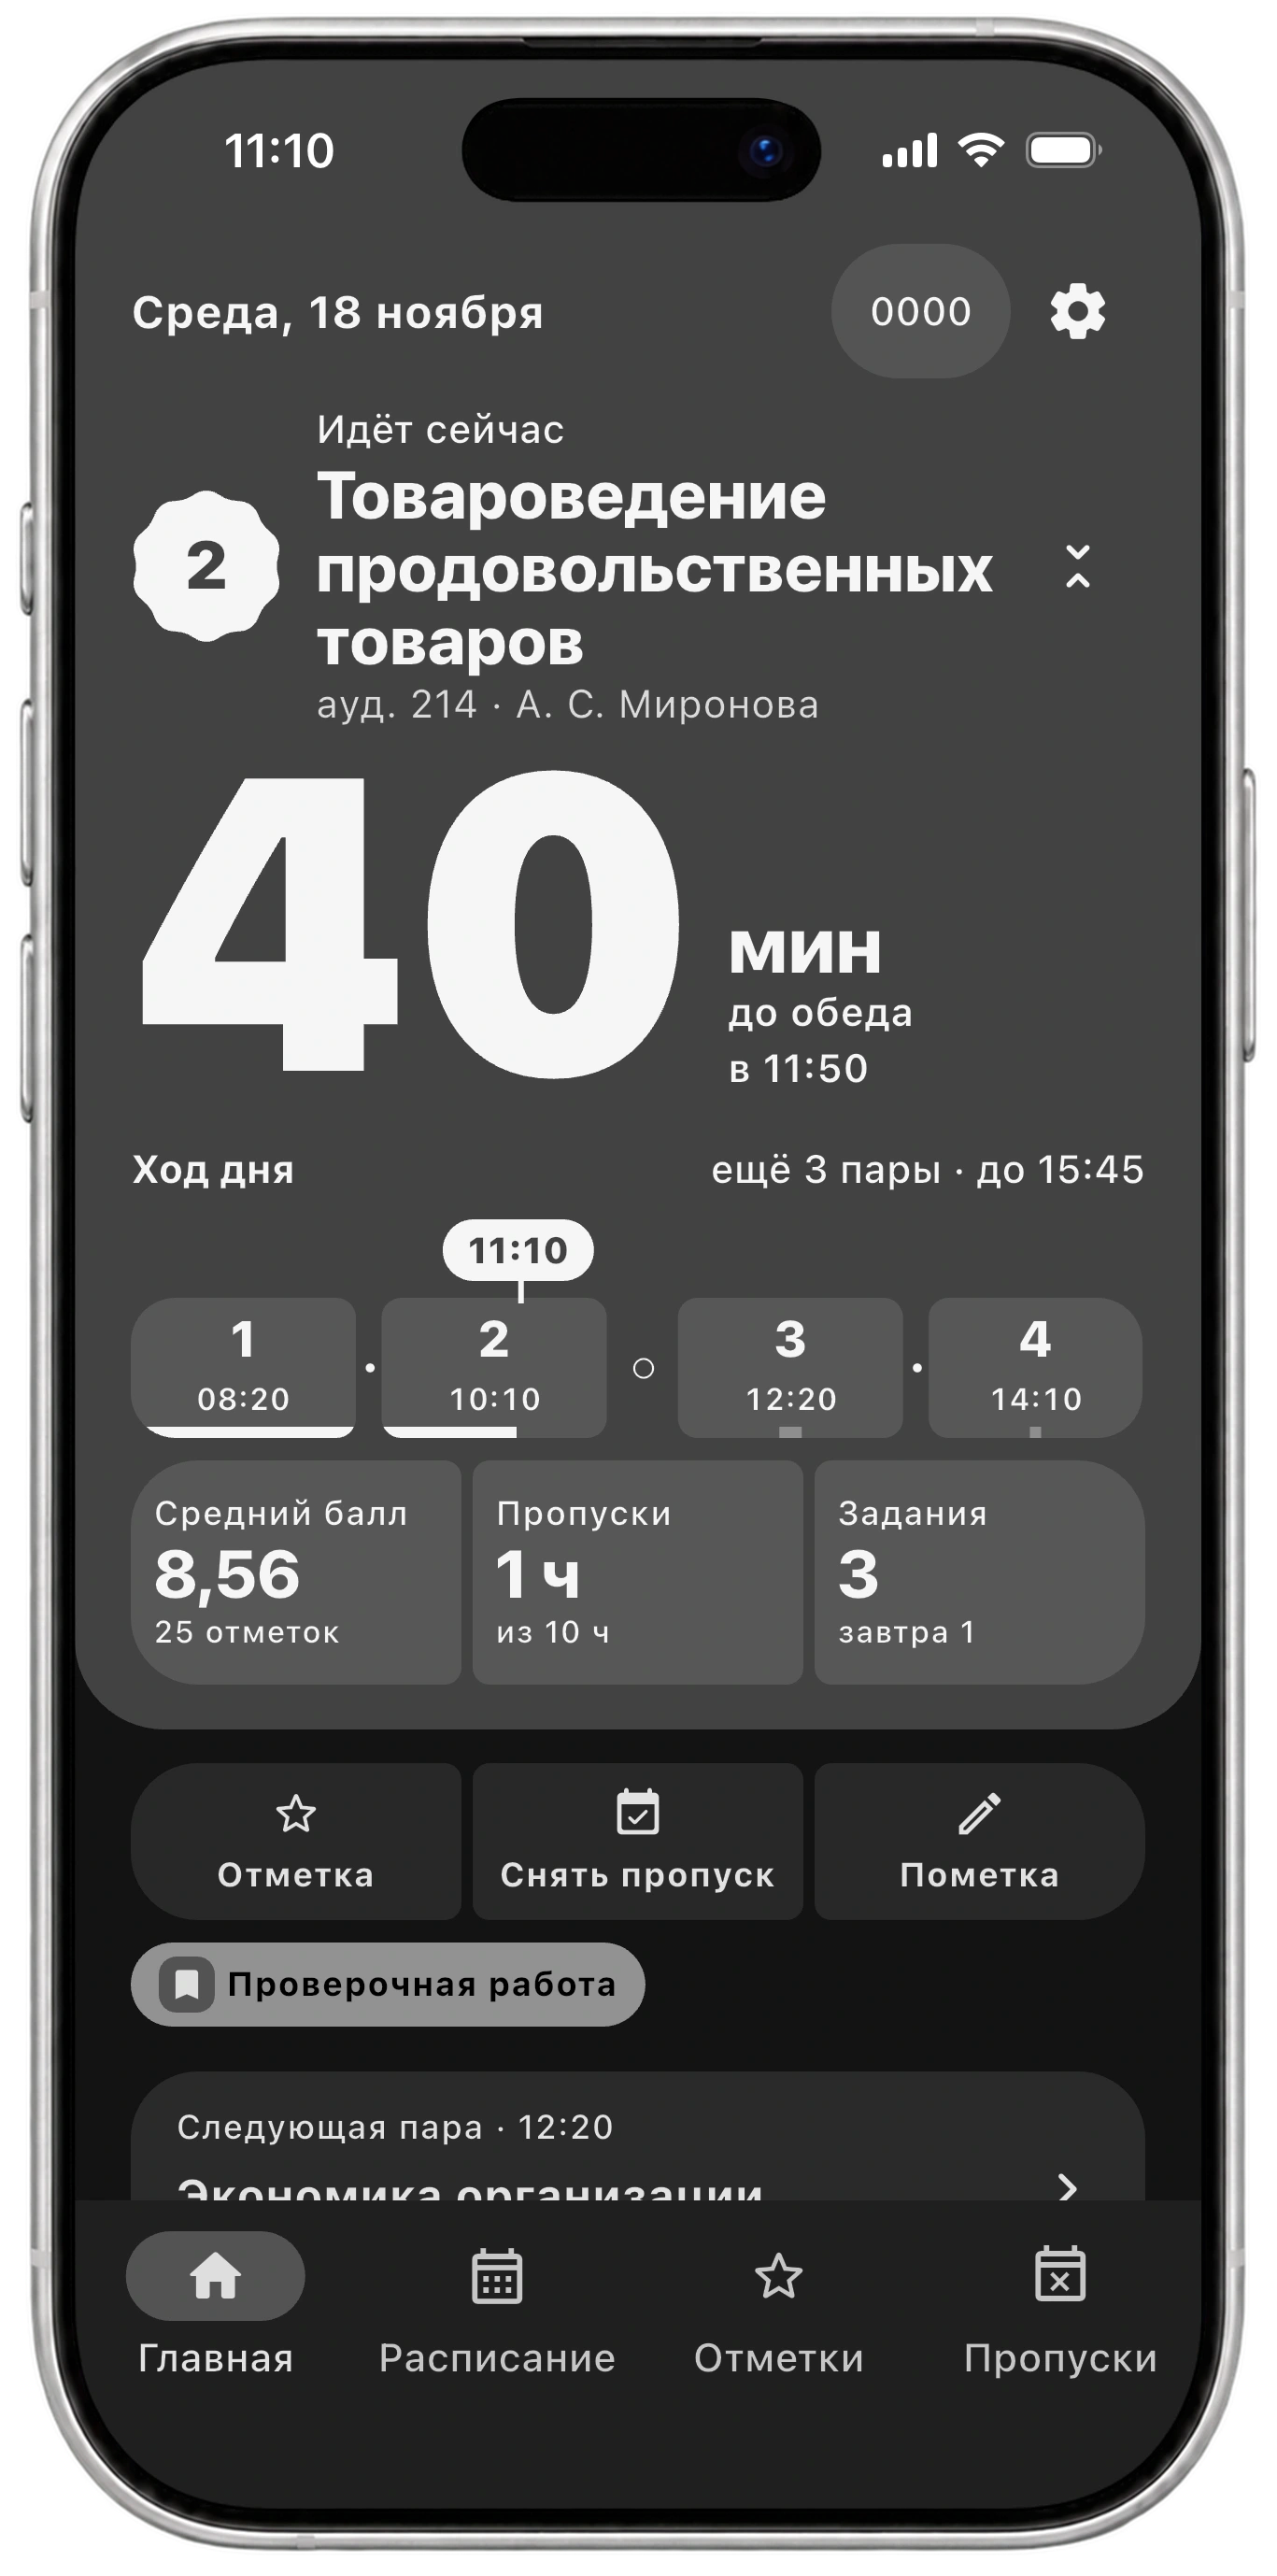 11:10
Среда, 18 ноября
0000
Идёт сейчас
2
Товароведение
продовольственных
товаров
ауд. 214 · А. С. Миронова
40
мин
до обеда
в 11:50
Ход дня
ещё 3 пары · до 15:45
11:10
1
08:20
2
10:10
3
12:20
4
14:10
Средний балл
8,56
25 отметок
Пропуски
1 ч
из 10 ч
Задания
3
завтра 1
Отметка
Снять пропуск
Пометка
Проверочная работа
Следующая пара · 12:20
Экономика организации
Главная
Расписание
Отметки
Пропуски